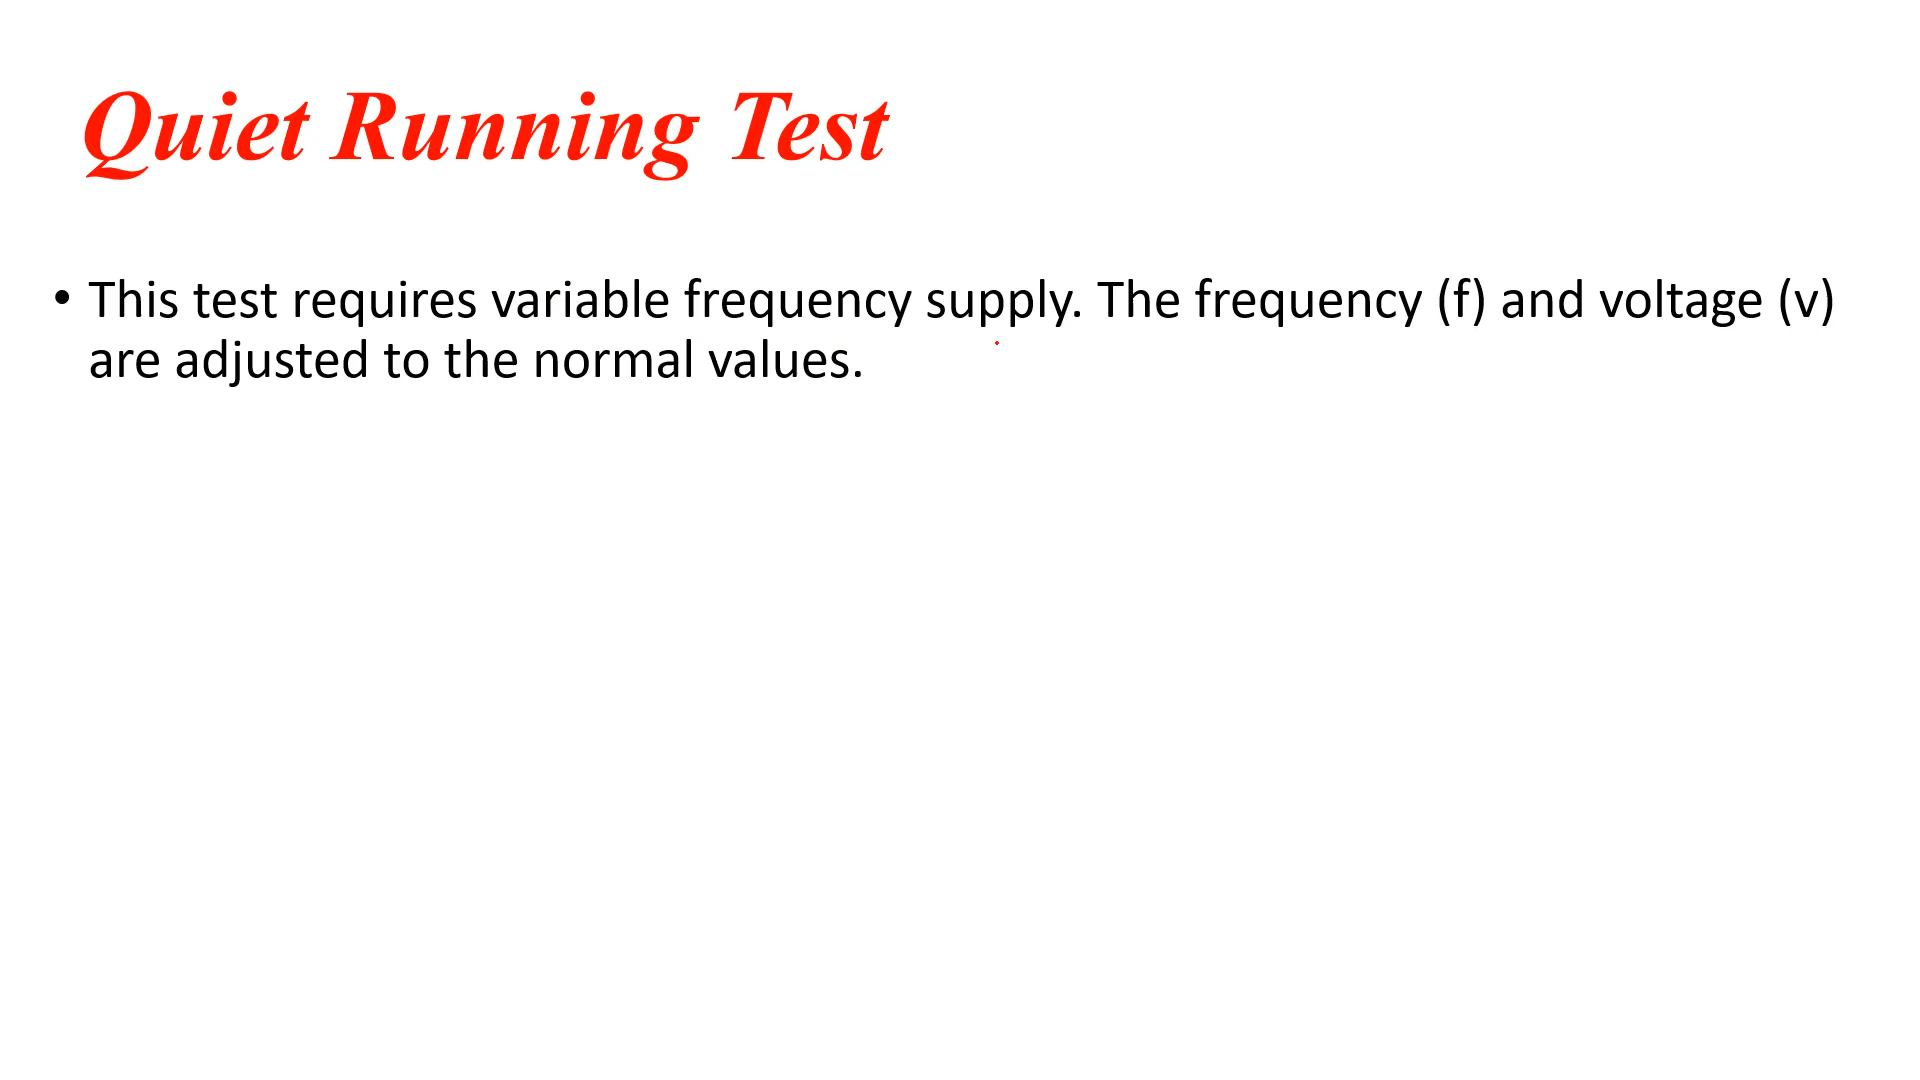 Quiet Running Test
• This test requires variable frequency supply. The frequency (f) and voltage (v)
are adjusted to the normal values.